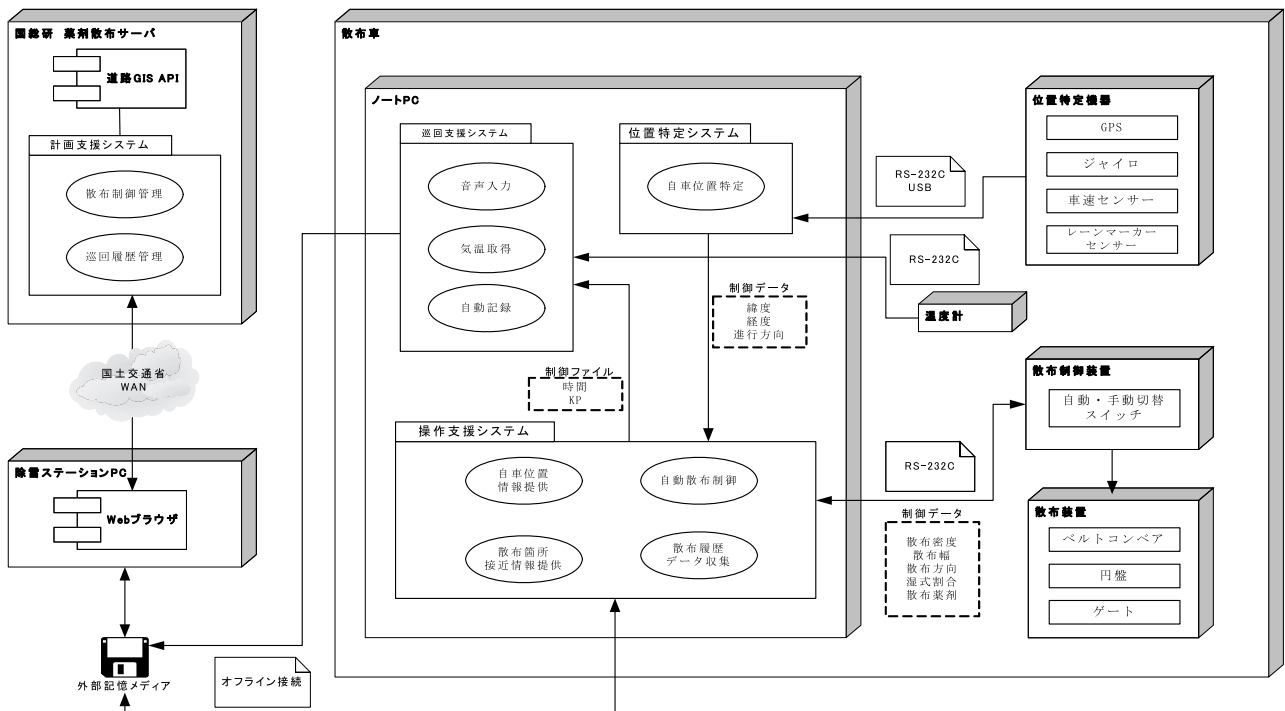 国総研 薬剤散布サーバ
道路GIS API
計画支援システム
散布制御管理
巡回履歴管理
国土交通省
WAN
除雪ステーションPC
Webブラウザ
外部記憶メディア
オフライン接続
散布車
ノートPC
巡回支援システム
音声入力
気温取得
自動記録
位置特定システム
自車位置特定
制御データ
緯度
経度
進行方向
制御ファイル
時間
KP
操作支援システム
自車位置
情報提供
自動散布制御
散布箇所
接近情報提供
散布履歴
データ収集
RS-232C
USB
RS-232C
RS-232C
制御データ
散布密度
散布幅
散布方向
湿式割合
散布薬剤
位置特定機器
GPS
ジャイロ
車速センサー
レーンマーカー
センサー
温度計
散布制御装置
自動・手動切替
スイッチ
散布装置
ベルトコンベア
円盤
ゲート